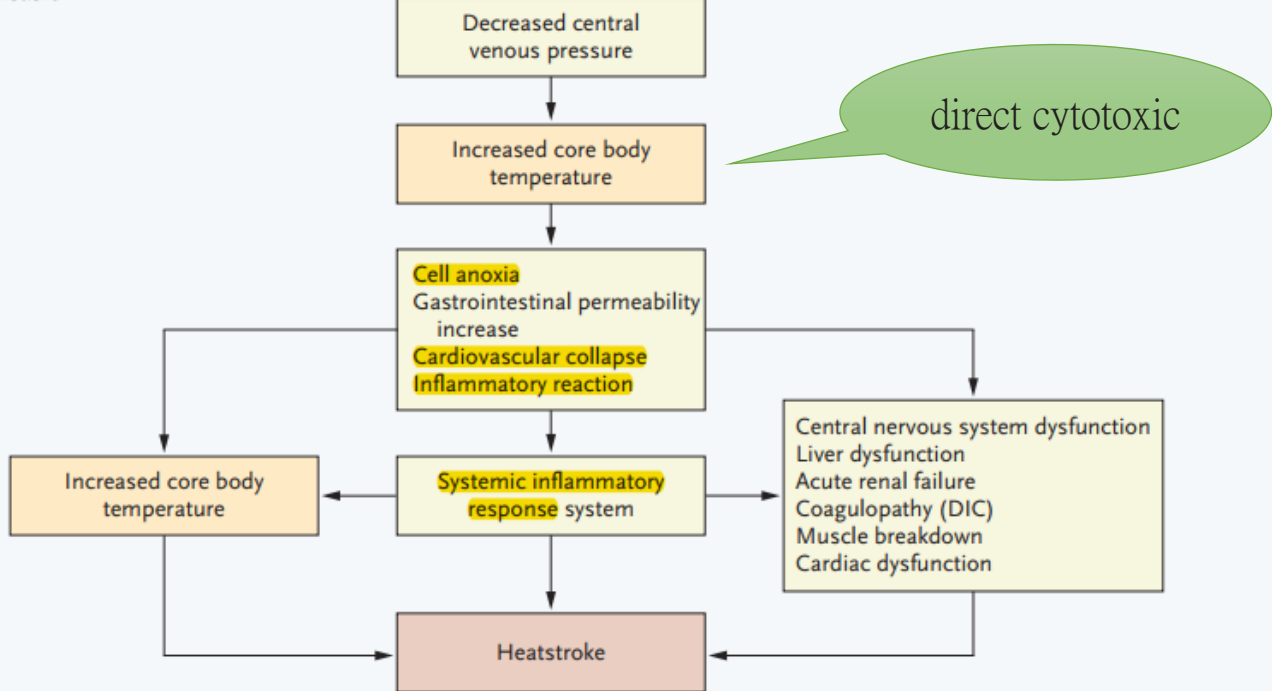 Decreased central
venous pressure
direct cytotoxic
Increased core body
temperature
Cell anoxia
Gastrointestinal permeability
increase
Cardiovascular collapse
Inflammatory reaction
Central nervous system dysfunction
Liver dysfunction
Acute renal failure
Coagulopathy (DIC)
Muscle breakdown
Cardiac dysfunction
Increased core body
temperature
Systemic inflammatory
response system
Heatstroke